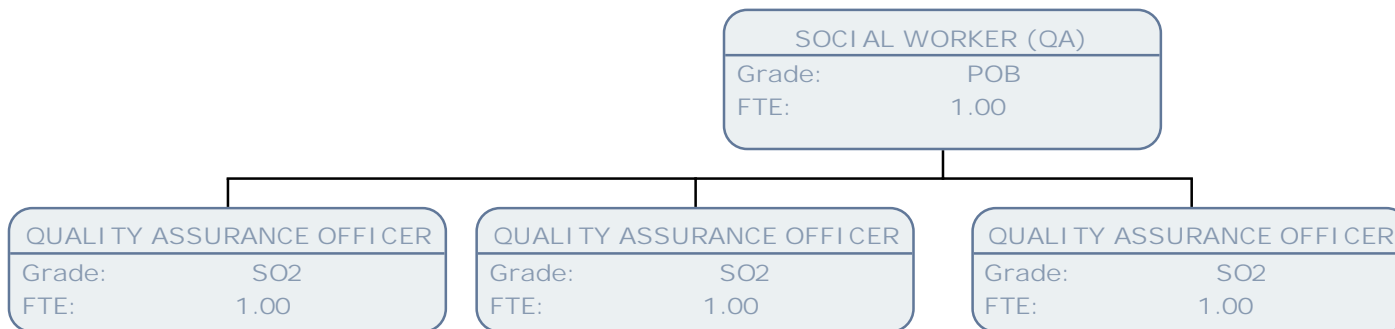 SOCIAL WORKER (QA)
Grade: POB
FTE: 1.00
QUALITY ASSURANCE OFFICER
Grade: SO2
FTE: 1.00
QUALITY ASSURANCE OFFICER
Grade: SO2
FTE: 1.00
QUALITY ASSURANCE OFFICER
Grade: SO2
FTE: 1.00